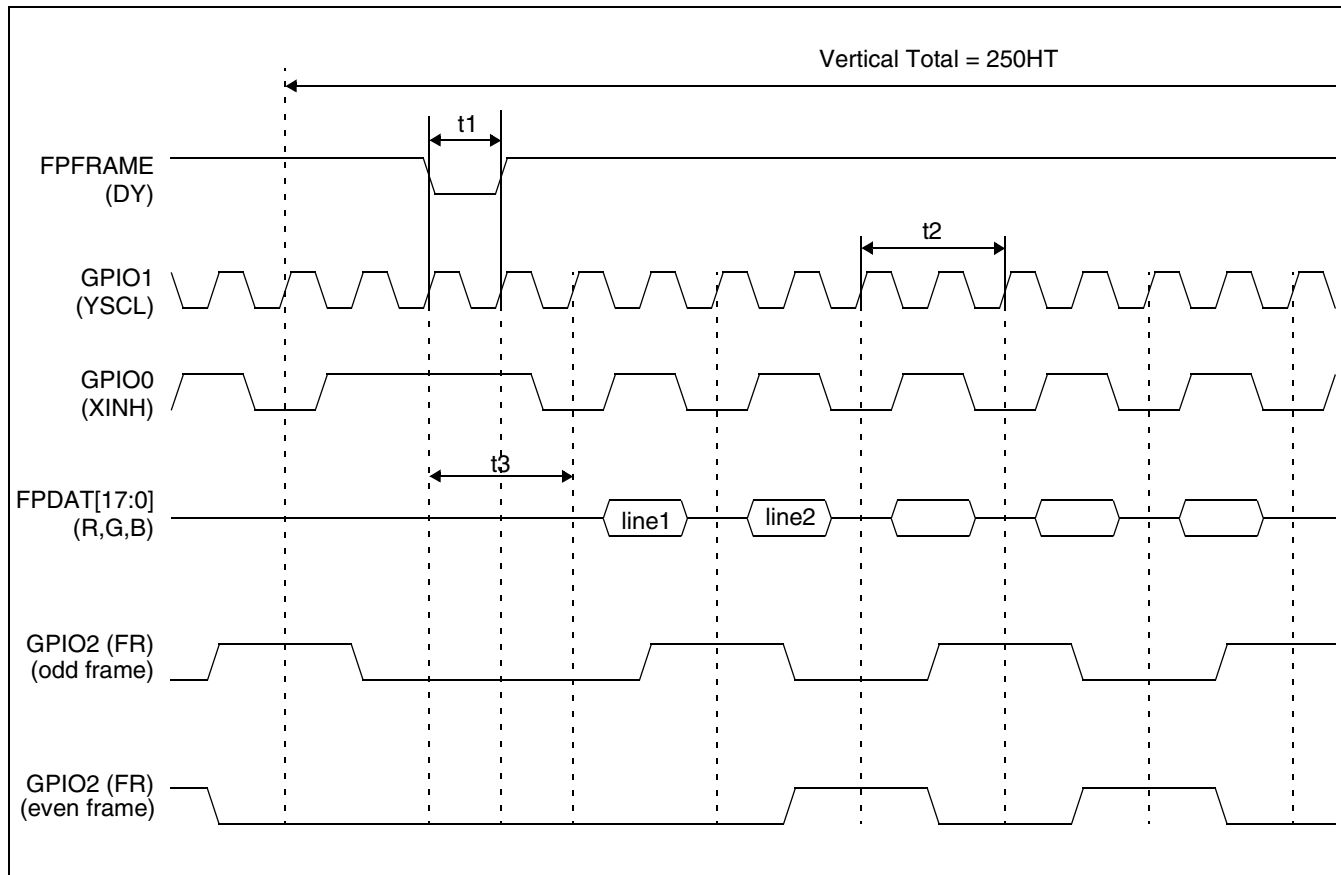 Vertical Total = 250HT
t1
FPFRAME
(DY)
t2
GPIO1
(YSCL)
GPIO0
(XINH)
t3
FPDAT[17:0]
(R,G,B)
line1
line2
GPIO2 (FR)
(odd frame)
GPIO2 (FR)
(even frame)